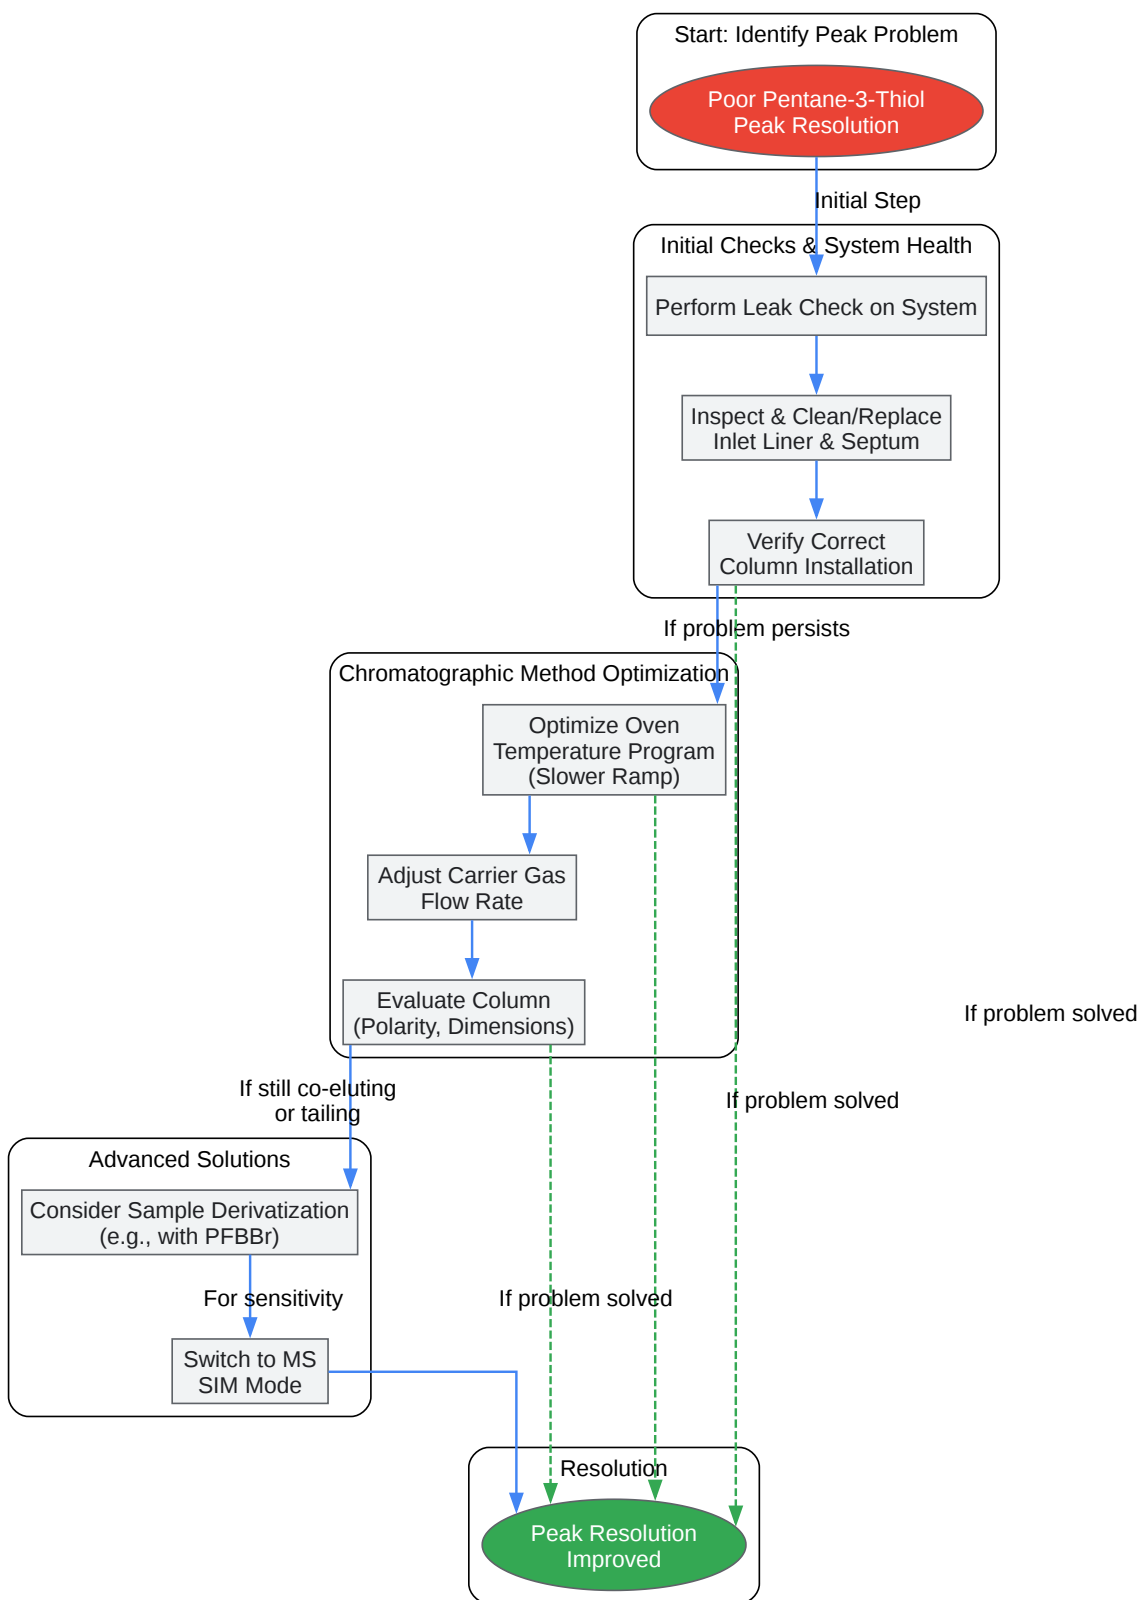 Start: Identify Peak Problem
Poor Pentane-3-Thiol
Peak Resolution
Initial Step
Initial Checks & System Health
Perform Leak Check on System
Inspect & Clean/Replace
Inlet Liner & Septum
Verify Correct
Column Installation
If problem persists
Chromatographic Method Optimization
Optimize Oven
Temperature Program
(Slower Ramp)
Adjust Carrier Gas
Flow Rate
Evaluate Column
(Polarity, Dimensions)
If problem solved
If still co-eluting
or tailing
If problem solved
Advanced Solutions
Consider Sample Derivatization
(e.g., with PFBBr)
For sensitivity
If problem solved
Switch to MS
SIM Mode
Resolution
Peak Resolution
Improved